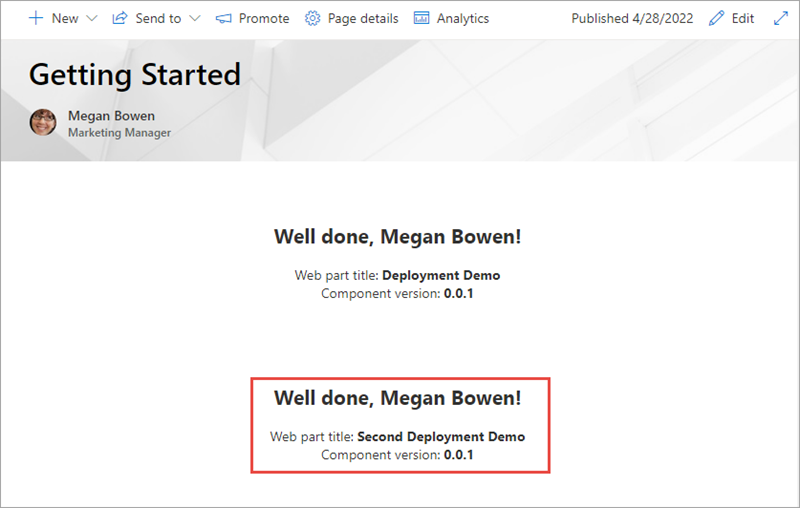 New Send to Promote Page details Analytics Published 4/28/2022 Edit
Getting Started
Megan Bowen
Marketing Manager
Well done, Megan Bowen!
Web part title: Deployment Demo
Component version: 0.0.1
Well done, Megan Bowen!
Web part title: Second Deployment Demo
Component version: 0.0.1